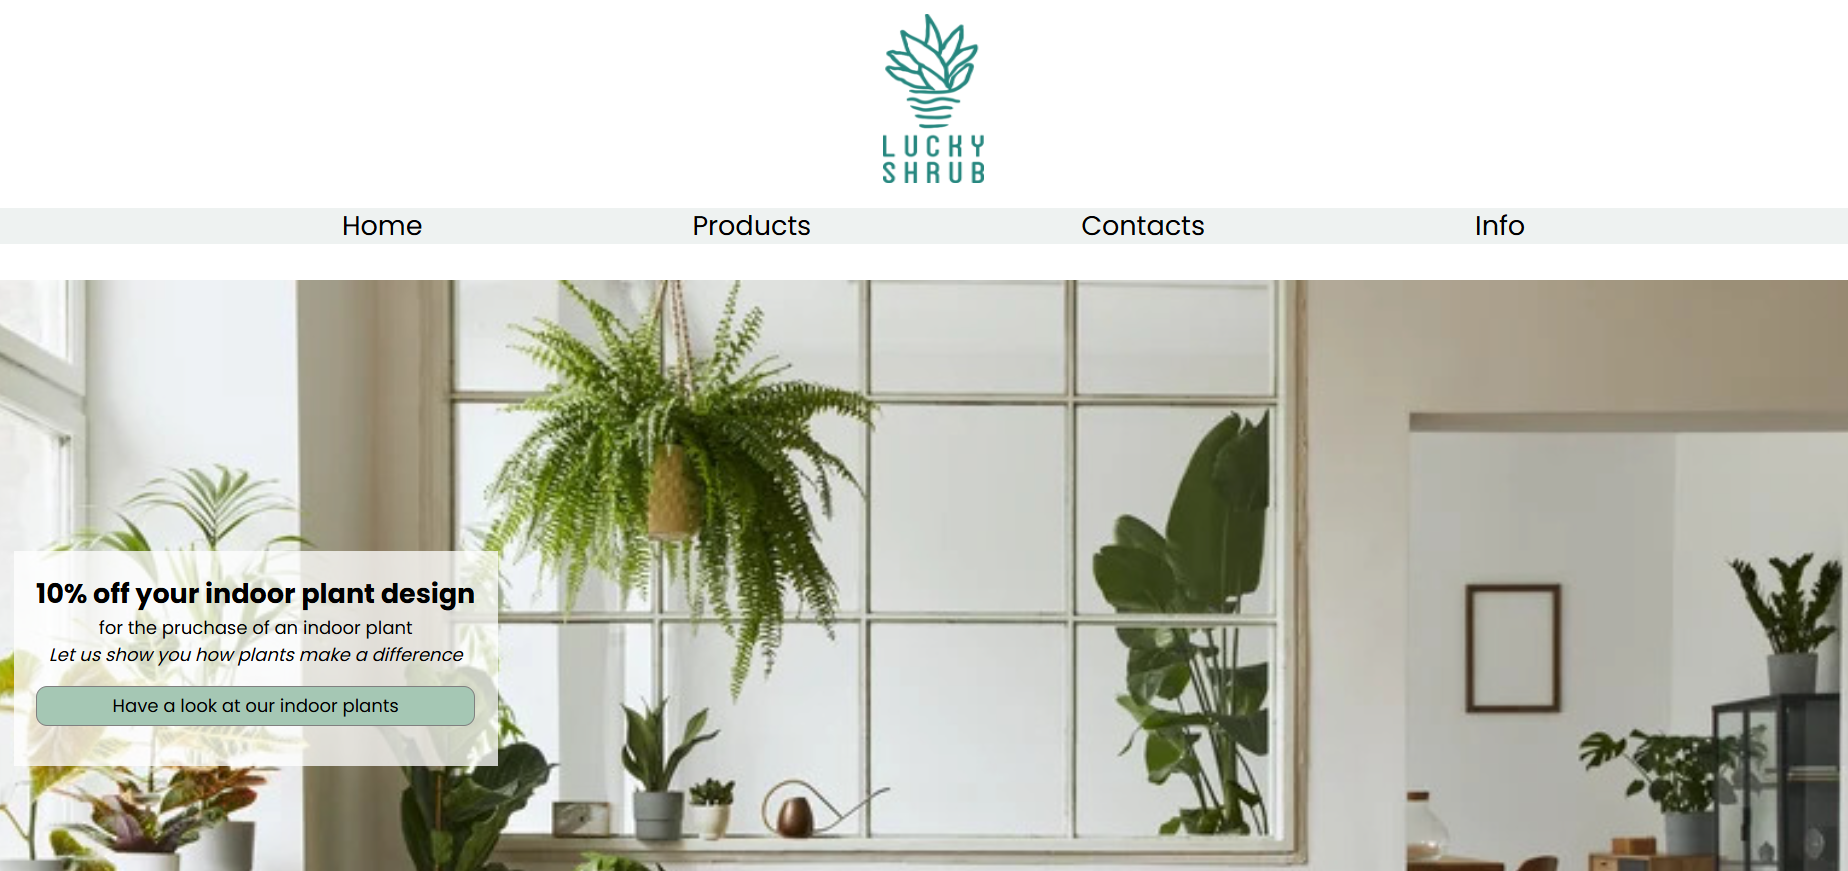 LUCKY
SHRUB
Home
Products
Contacts
Info
10% off your indoor plant design
for the pruchase of an indoor plant
Let us show you how plants make a difference
Have a look at our indoor plants